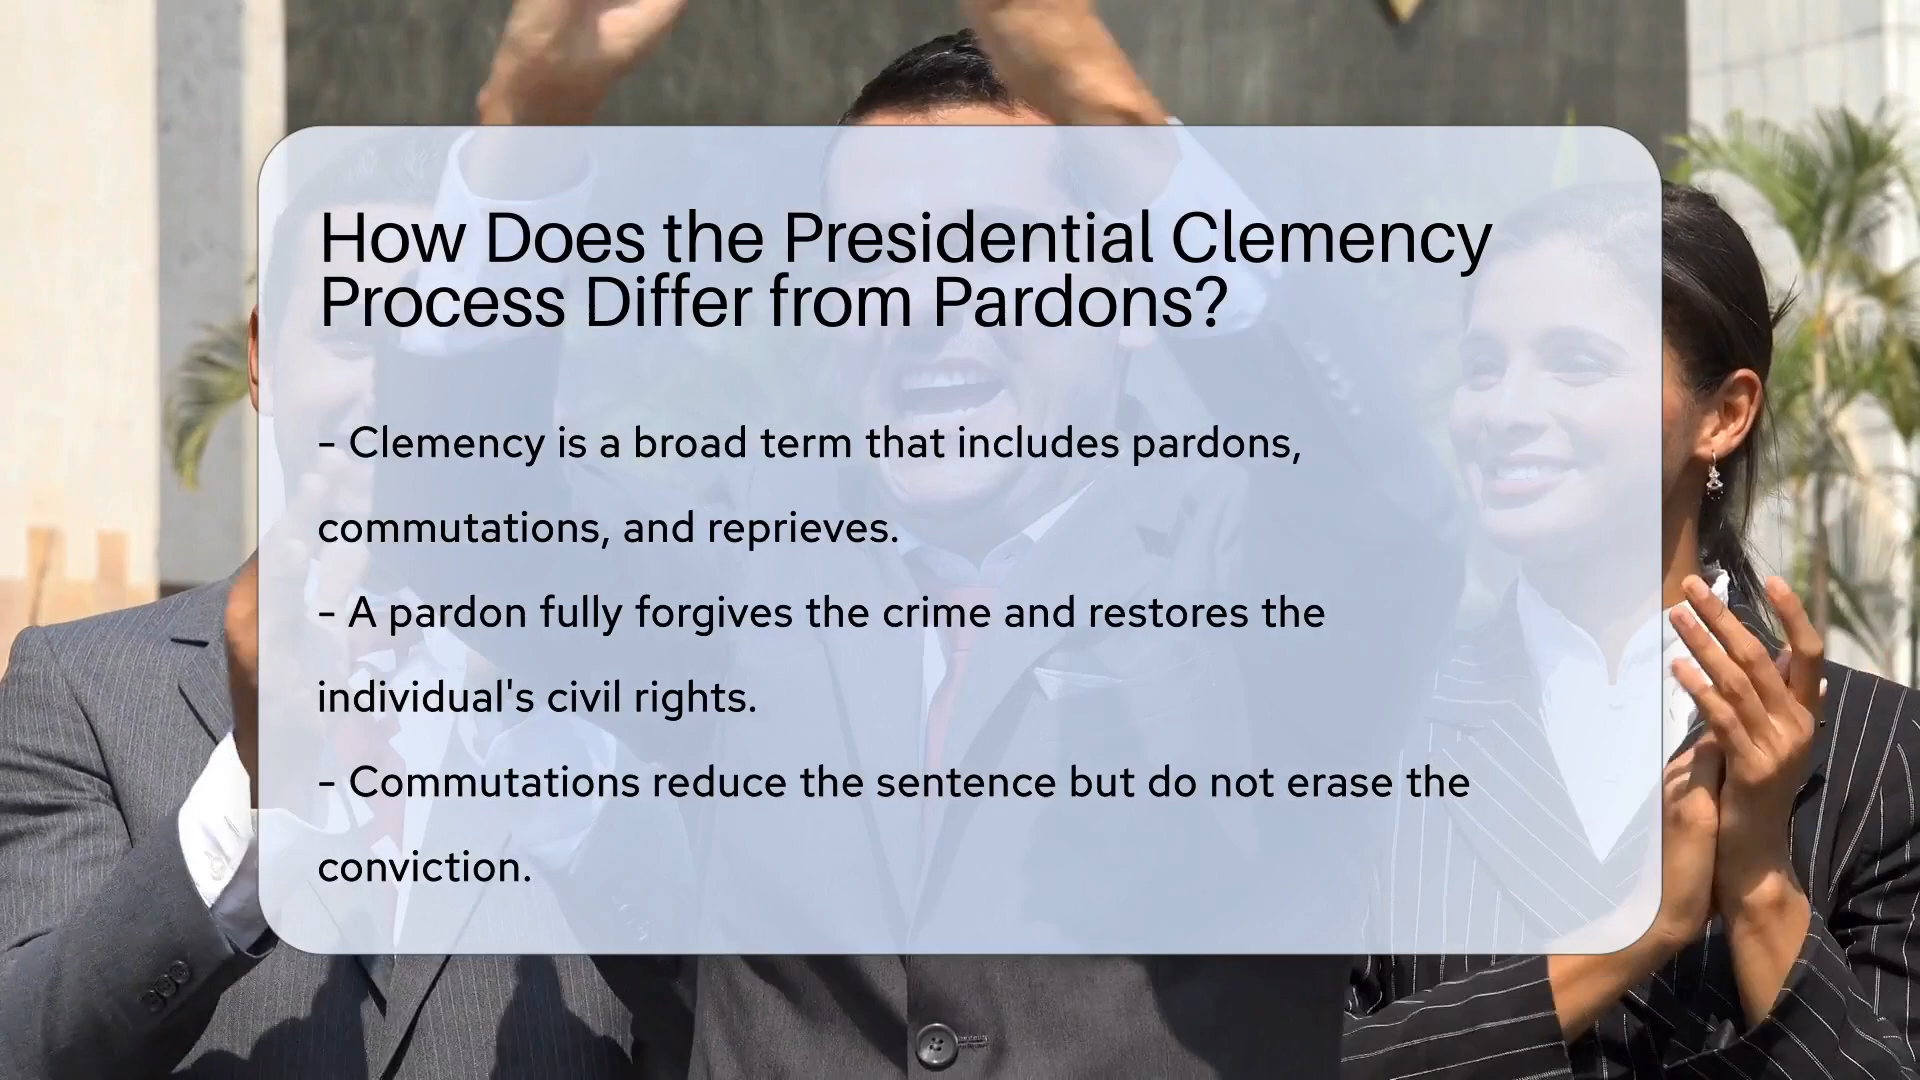 How Does the Presidential Clemency
Process Differ from Pardons?
- Clemency is a broad term that includes pardons,
commutations, and reprieves.
- A pardon fully forgives the crime and restores the
individual's civil rights.
- Commutations reduce the sentence but do not erase the
conviction.